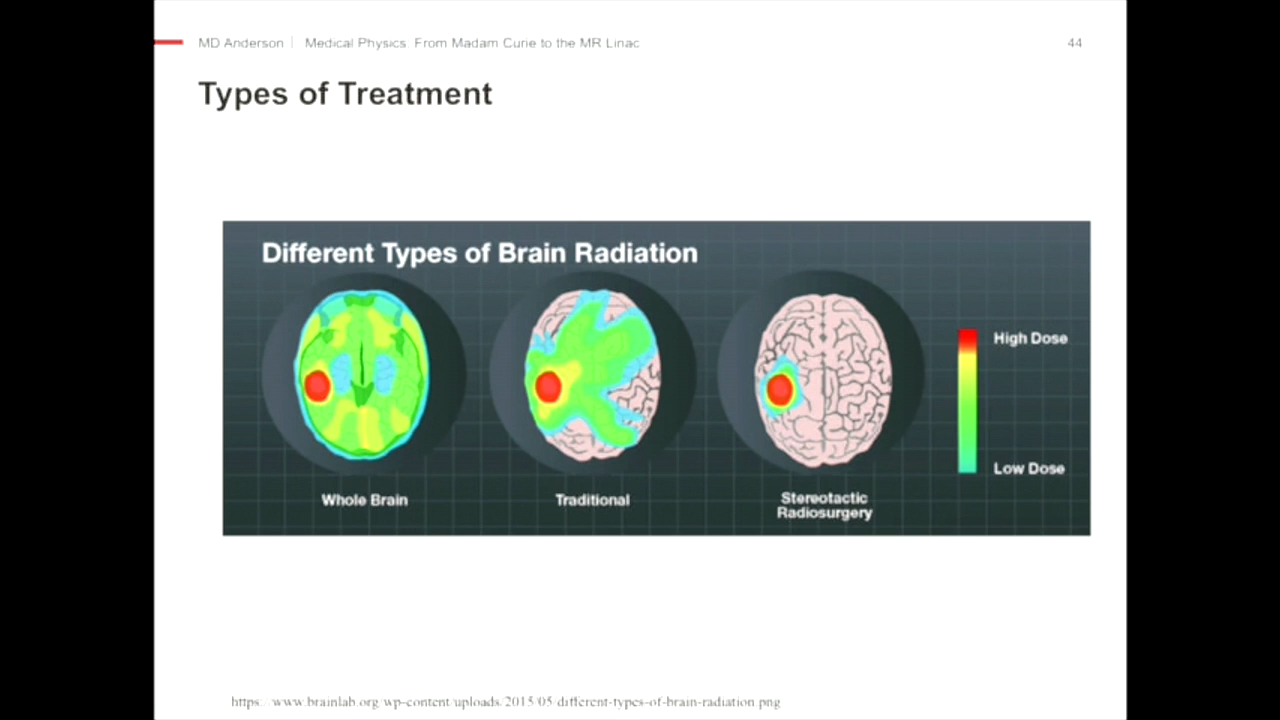 MD Anderson | Medical Physics: From Madam Curie to the MR Linac 44
Types of Treatment
Different Types of Brain Radiation
High Dose
Low Dose
Whole Brain
Traditional
Stereotactic
Radiosurgery
https://www.brainlab.org/wp-content/uploads/2015/05/different-types-of-brain-radiation.png